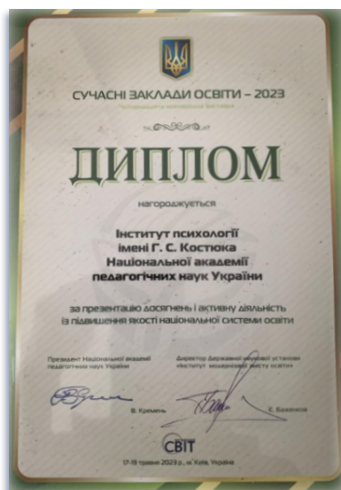 СУЧАСНІ ЗАКЛАДИ ОСВІТИ – 2023
ДИПЛОМ
нагороджується
Інститут психології
імені Г. С. Костюка
Національної академії
педагогічних наук України
за презентацію досягнень і активну діяльність
із підвищення якості національної системи освіти
Президент Національної академії
педагогічних наук України
В. Кремень
Директор Державної наукової установи
«Інститут модернізації змісту освіти»
Є. Баженков
СВІТ
17-19 травня 2023 р., м. Київ, Україна